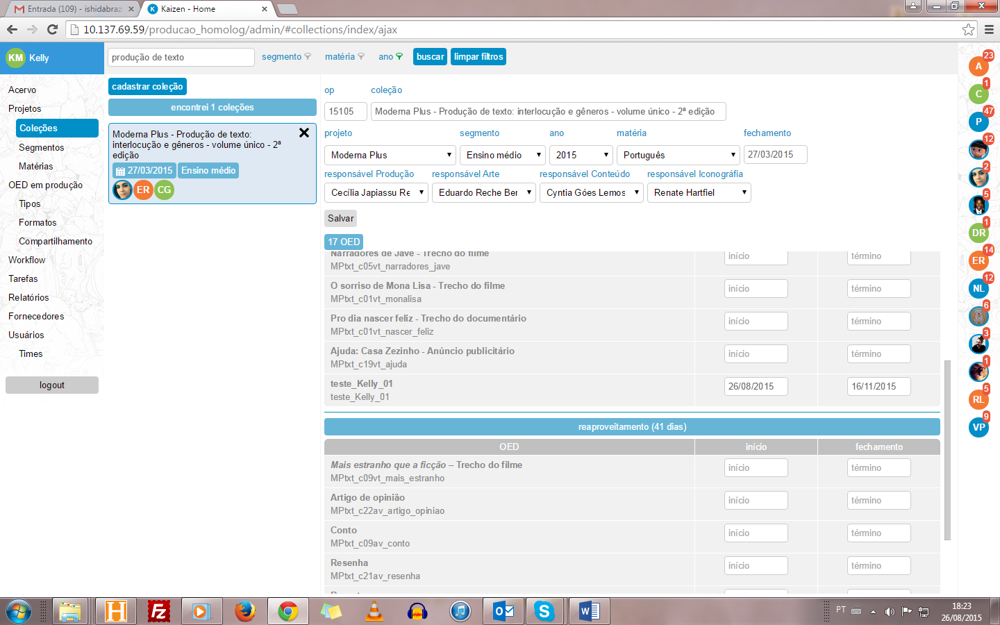 Entrada (109) - ishidabraz
Kaizen - Home
10.137.69.59/producao_homolog/admin/#collections/index/ajax
KM Kelly
produção de texto
segmento
matéria
ano
buscar
limpar filtros
Acervo
Projetos
Coleções
Segmentos
Matérias
OED em produção
Tipos
Formatos
Compartilhamento
Workflow
Tarefas
Relatórios
Fornecedores
Usuários
Times
logout
cadastrar coleção
encontrei 1 coleções
Moderna Plus - Produção de texto:
interlocução e gêneros - volume único - 2ª
edição
27/03/2015 Ensino médio
ER CG
op coleção
15105 Moderna Plus - Produção de texto: interlocução e gêneros - volume único - 2ª edição
projeto segmento ano matéria fechamento
Moderna Plus Ensino médio 2015 Português 27/03/2015
responsável Produção responsável Arte responsável Conteúdo responsável Iconográfia
Cecília Japiassu Re Eduardo Reche Ber Cyntia Góes Lemos Renate Hartfiel
Salvar
17 OED
Narradores de Javé - Trecho do filme
MPtxt_c05vt_narradores_jave
início término
O sorriso de Mona Lisa - Trecho do filme
MPtxt_c01vt_monalisa
início término
Pro dia nascer feliz - Trecho do documentário
MPtxt_c01vt_nascer_feliz
início término
Ajuda: Casa Zezinho - Anúncio publicitário
MPtxt_c19vt_ajuda
início término
teste_Kelly_01
teste_Kelly_01
26/08/2015 16/11/2015
reaproveitamento (41 dias)
OED início fechamento
Mais estranho que a ficção – Trecho do filme
MPtxt_c09vt_mais_estranho
início término
Artigo de opinião
MPtxt_c22av_artigo_opiniao
início término
Conto
MPtxt_c09av_conto
início término
Resenha
MPtxt_c21av_resenha
início término
A 23
C 1
P 47
12
2
5
DR 1
ER 14
NL 12
6
3
1
RL 5
VP 9
PT
18:23
26/08/2015